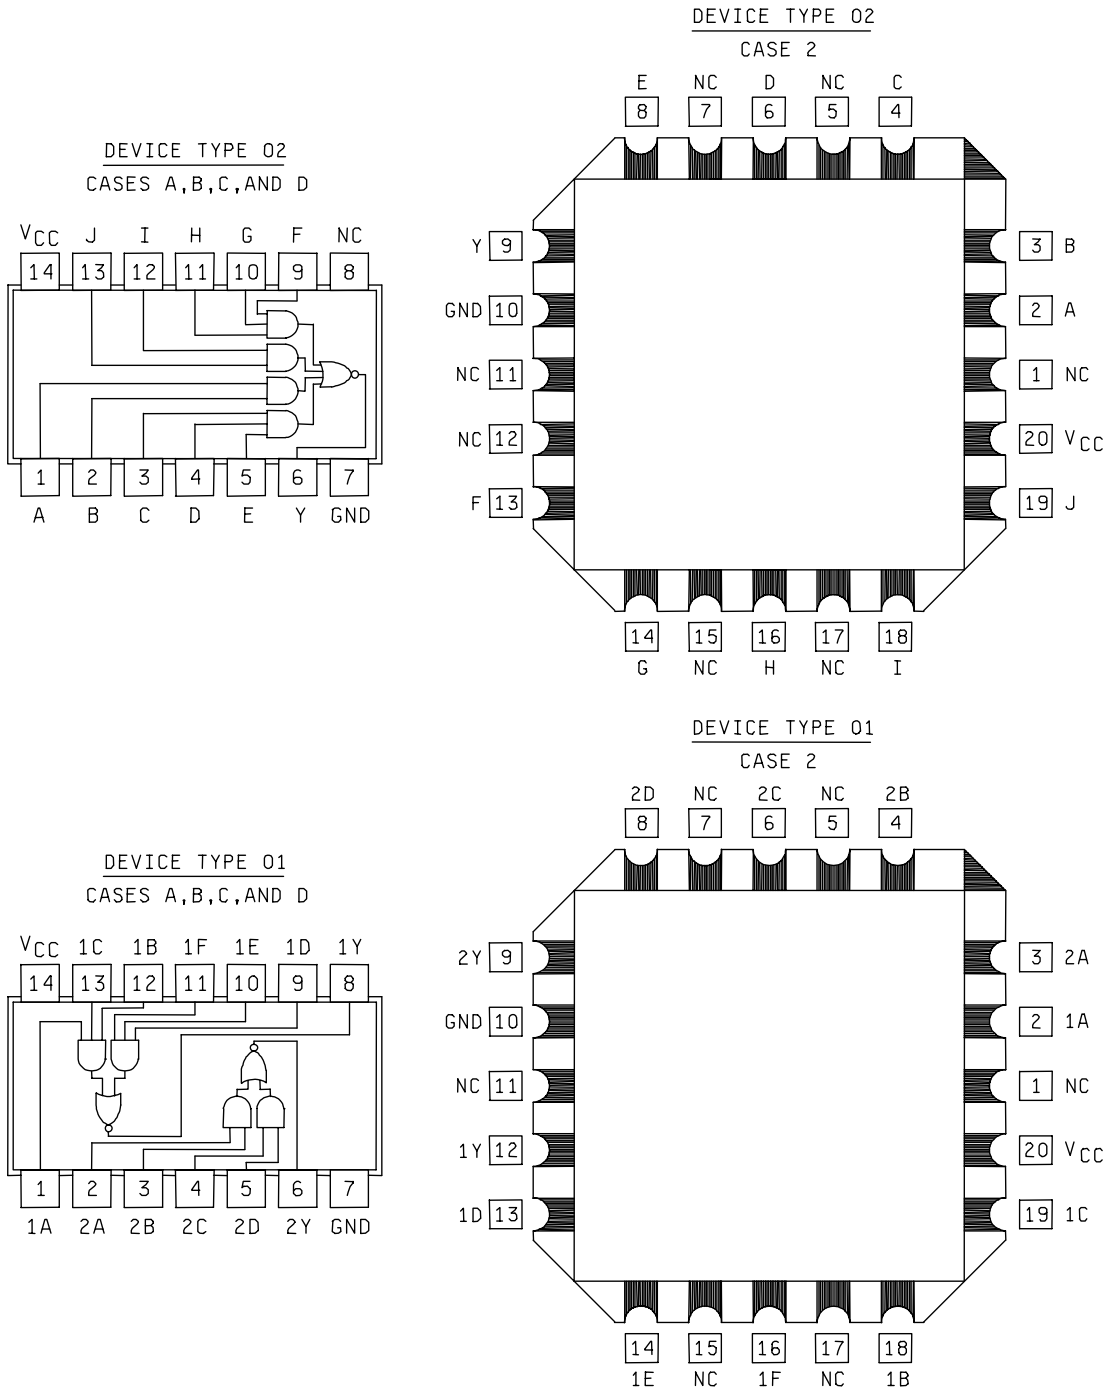 DEVICE TYPE 02
CASE 2
E NC D NC C
8 7 6 5 4
Y 9
GND 10
NC 11
NC 12
F 13
3 B
2 A
1 NC
20 VCC
19 J
14 15 16 17 18
G NC H NC I
DEVICE TYPE 02
CASES A,B,C,AND D
VCC J I H G F NC
14 13 12 11 10 9 8
1 2 3 4 5 6 7
A B C D E Y GND
DEVICE TYPE 01
CASE 2
2D NC 2C NC 2B
8 7 6 5 4
2Y 9
GND 10
NC 11
1Y 12
1D 13
3 2A
2 1A
1 NC
20 VCC
19 1C
14 15 16 17 18
1E NC 1F NC 1B
DEVICE TYPE 01
CASES A,B,C,AND D
VCC 1C 1B 1F 1E 1D 1Y
14 13 12 11 10 9 8
1 2 3 4 5 6 7
1A 2A 2B 2C 2D 2Y GND